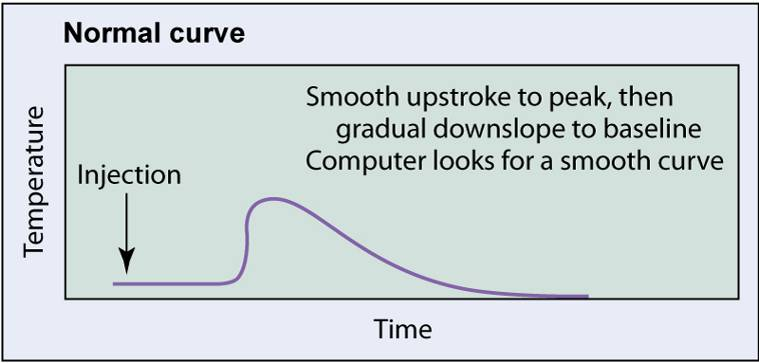 Normal curve
Smooth upstroke to peak, then
gradual downslope to baseline
Computer looks for a smooth curve
Injection
Temperature
Time